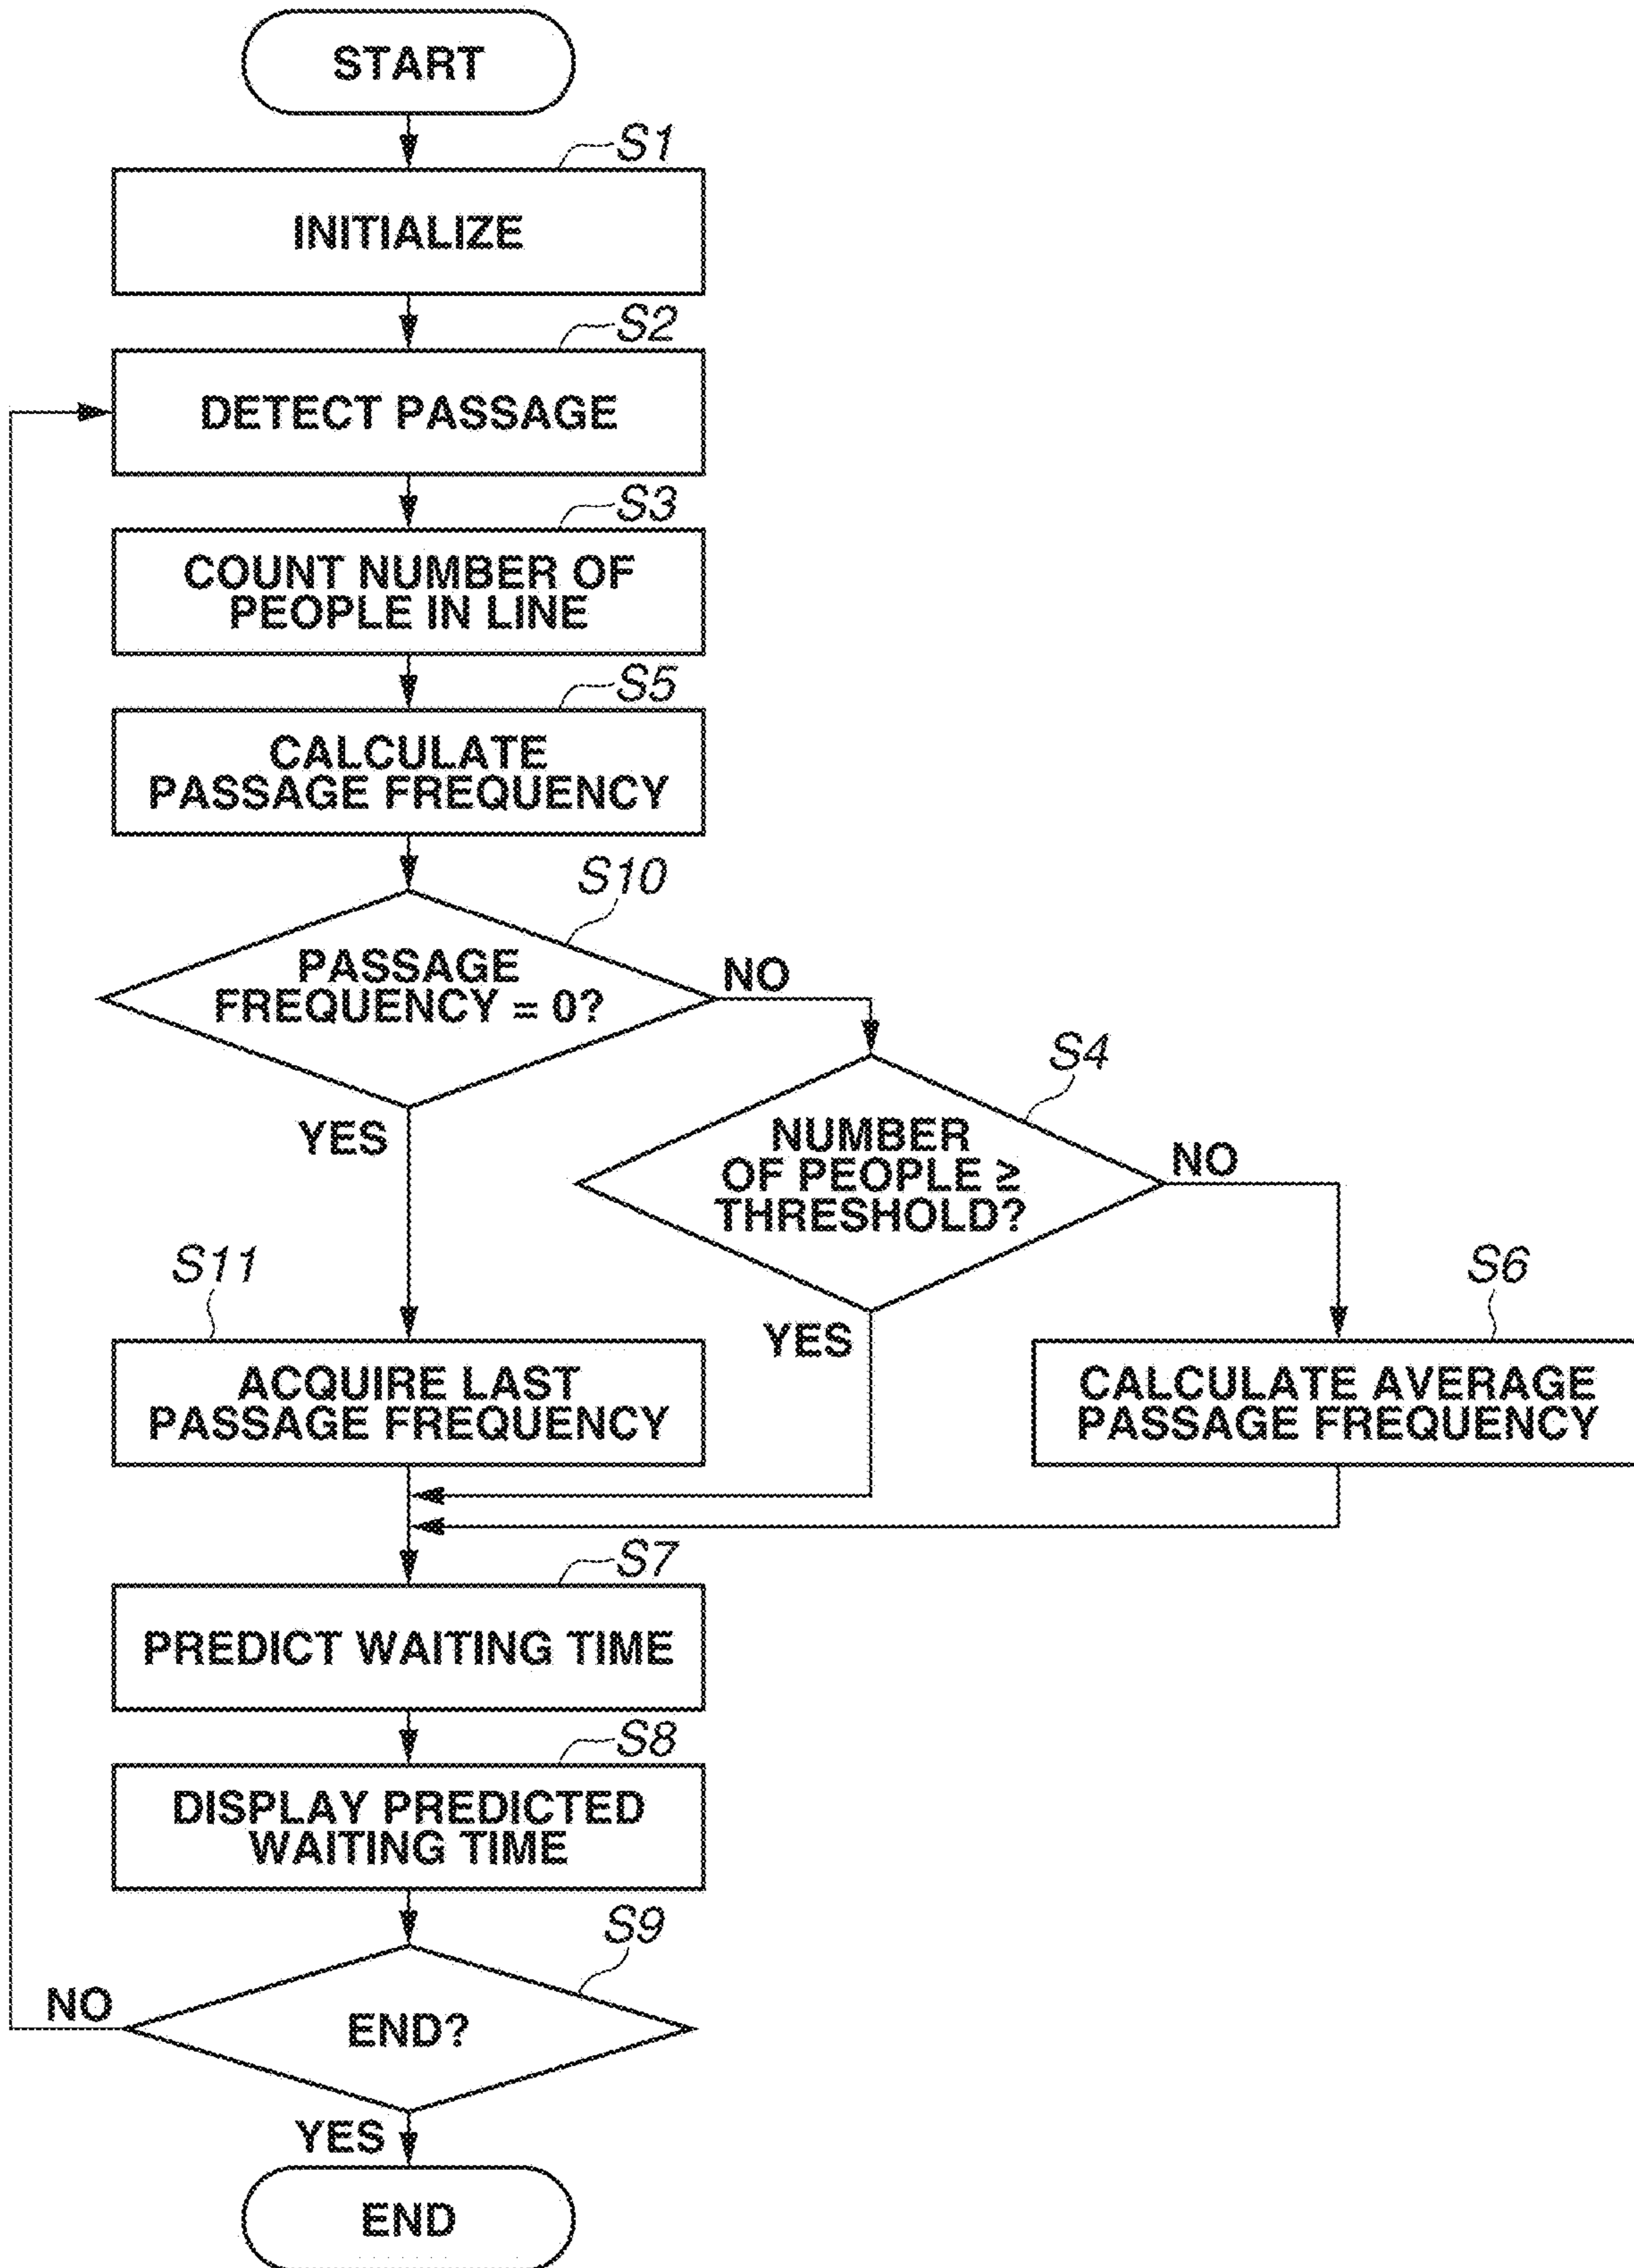 START
S1
INITIALIZE
S2
DETECT PASSAGE
S3
COUNT NUMBER OF
PEOPLE IN LINE
S5
CALCULATE
PASSAGE FREQUENCY
S10
PASSAGE
FREQUENCY = 0?
NO
S4
NUMBER
OF PEOPLE ≥
THRESHOLD?
NO
YES
S11
S6
YES
ACQUIRE LAST
PASSAGE FREQUENCY
CALCULATE AVERAGE
PASSAGE FREQUENCY
S7
PREDICT WAITING TIME
S8
DISPLAY PREDICTED
WAITING TIME
S9
NO
END?
YES
END